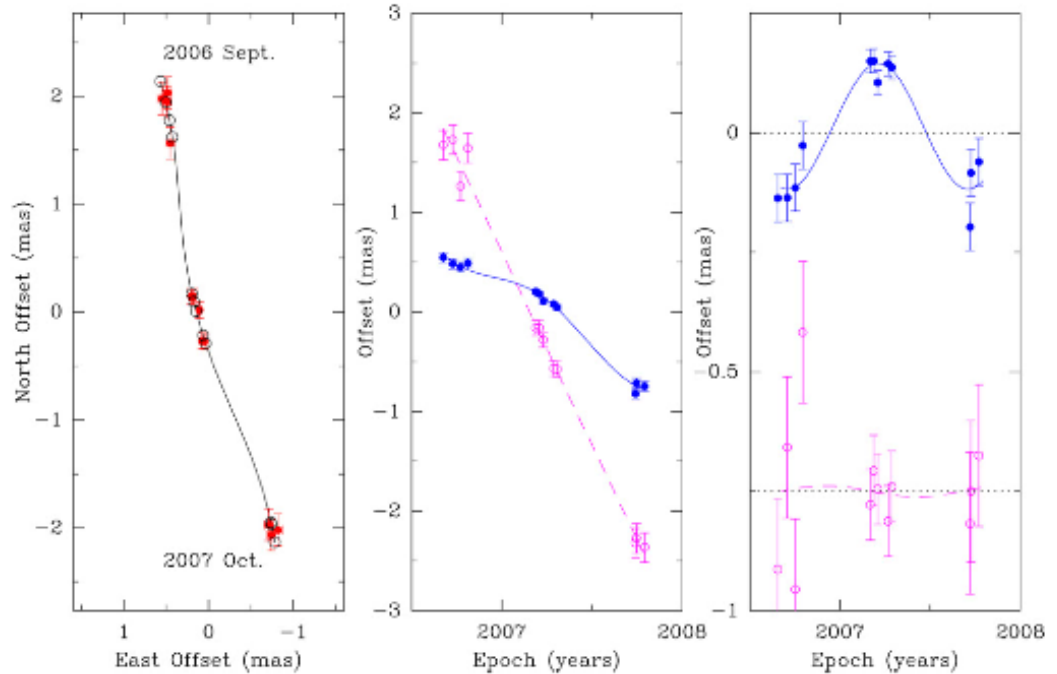 2006 Sept.
2007 Oct.
North Offset (mas)
2
1
0
−1
−2
1
0
−1
East Offset (mas)
Offset (mas)
3
2
1
0
−1
−2
−3
2007
2008
Epoch (years)
Offset (mas)
0
−0.5
−1
2007
2008
Epoch (years)